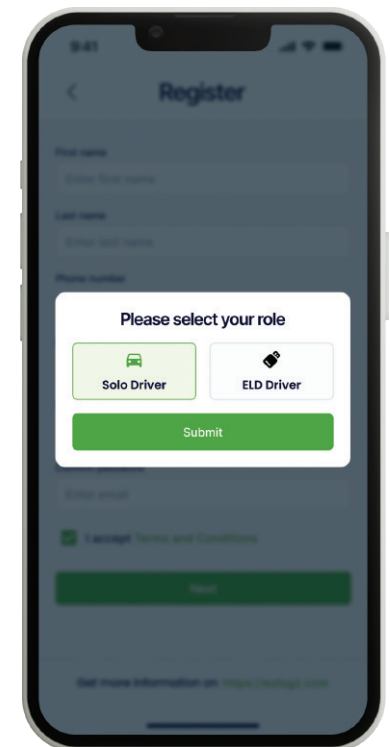 9:41
Register
First name
Enter first name
Last name
Enter last name
Phone number
Please select your role
Solo Driver
ELD Driver
Submit
Enter email
I accept Terms and Conditions
Next
Get more information on